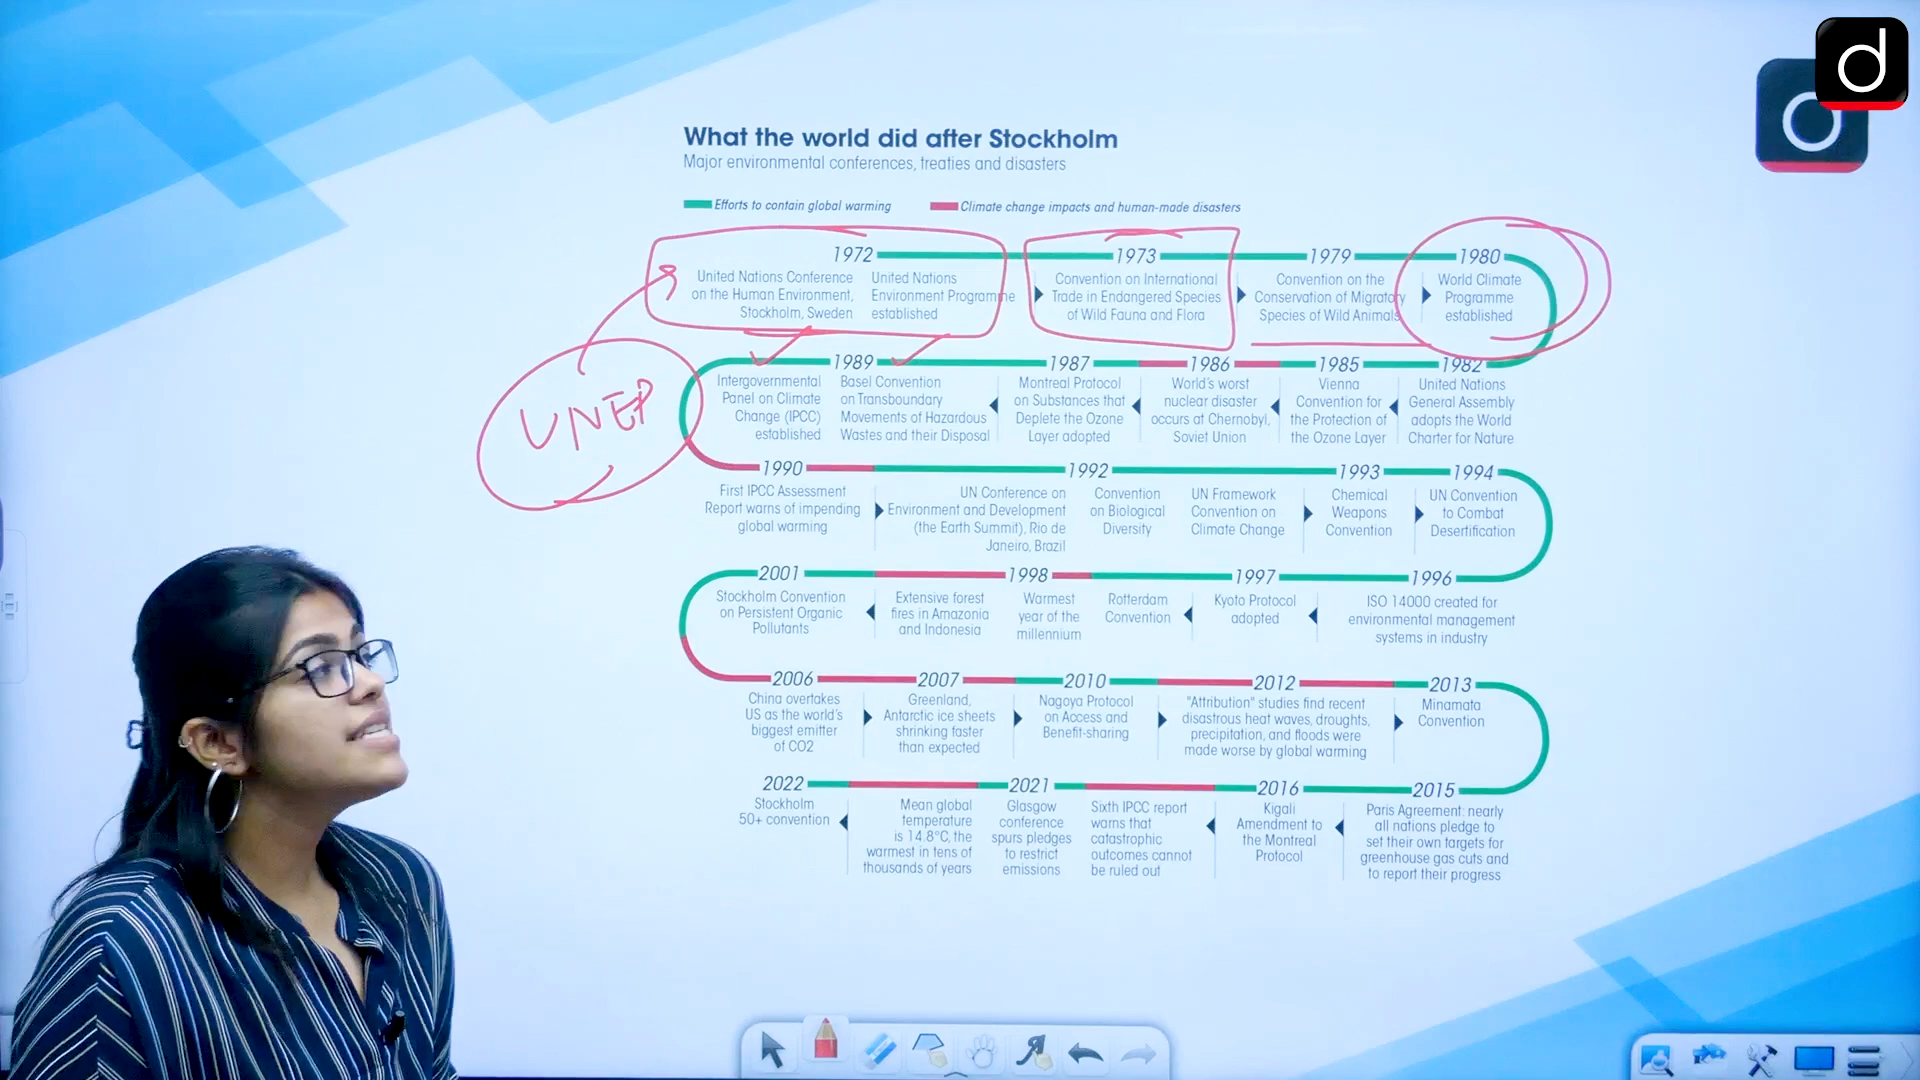 d
What the world did after Stockholm
Major environmental conferences, treaties and disasters
Efforts to contain global warming
Climate change impacts and human-made disasters
1972
United Nations Conference
on the Human Environment,
Stockholm, Sweden
United Nations
Environment Programme
established
1973
Convention on International
Trade in Endangered Species
of Wild Fauna and Flora
1979
Convention on the
Conservation of Migratory
Species of Wild Animals
1980
World Climate
Programme
established
UNEP
1989
Intergovernmental
Panel on Climate
Change (IPCC)
established
Basel Convention
on Transboundary
Movements of Hazardous
Wastes and their Disposal
1987
Montreal Protocol
on Substances that
Deplete the Ozone
Layer adopted
1986
World's worst
nuclear disaster
occurs at Chernobyl,
Soviet Union
1985
Vienna
Convention for
the Protection of
the Ozone Layer
1982
United Nations
General Assembly
adopts the World
Charter for Nature
1990
First IPCC Assessment
Report warns of impending
global warming
1992
UN Conference on
Environment and Development
(the Earth Summit), Rio de
Janeiro, Brazil
Convention
on Biological
Diversity
UN Framework
Convention on
Climate Change
1993
Chemical
Weapons
Convention
1994
UN Convention
to Combat
Desertification
2001
Stockholm Convention
on Persistent Organic
Pollutants
1998
Extensive forest
fires in Amazonia
and Indonesia
Warmest
year of the
millennium
Rotterdam
Convention
1997
Kyoto Protocol
adopted
1996
ISO 14000 created for
environmental management
systems in industry
2006
China overtakes
US as the world's
biggest emitter
of CO2
2007
Greenland,
Antarctic ice sheets
shrinking faster
than expected
2010
Nagoya Protocol
on Access and
Benefit-sharing
2012
"Attribution" studies find recent
disastrous heat waves, droughts,
precipitation, and floods were
made worse by global warming
2013
Minamata
Convention
2022
Stockholm
50+ convention
2021
Mean global
temperature
is 14.8°C, the
warmest in tens of
thousands of years
Glasgow
conference
spurs pledges
to restrict
emissions
Sixth IPCC report
warns that
catastrophic
outcomes cannot
be ruled out
2016
Kigali
Amendment to
the Montreal
Protocol
2015
Paris Agreement: nearly
all nations pledge to
set their own targets for
greenhouse gas cuts and
to report their progress